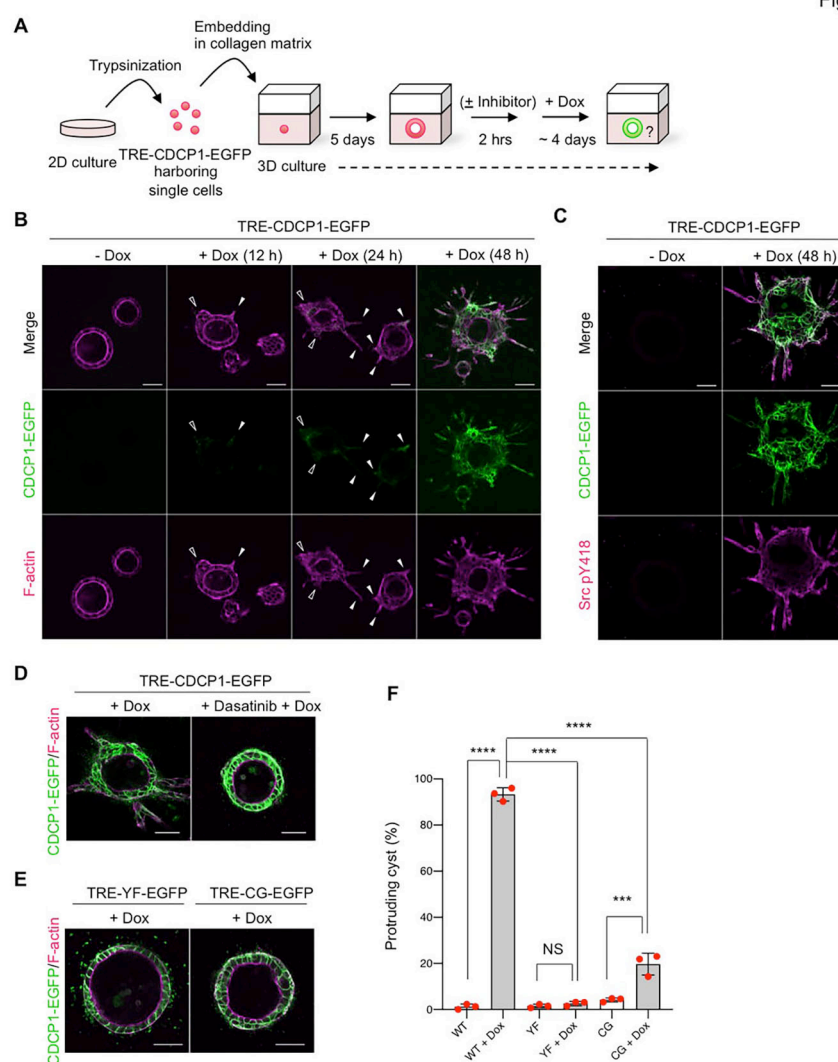 Fig
A
Embedding
in collagen matrix
Trypsinization
(± Inhibitor)
+ Dox
5 days
2 hrs
~ 4 days
?
2D culture
TRE-CDCP1-EGFP
harboring
single cells
3D culture
B
TRE-CDCP1-EGFP
- Dox
+ Dox (12 h)
+ Dox (24 h)
+ Dox (48 h)
Merge
CDCP1-EGFP
F-actin
C
TRE-CDCP1-EGFP
- Dox
+ Dox (48 h)
Merge
CDCP1-EGFP
Src pY418
D
TRE-CDCP1-EGFP
+ Dox
+ Dasatinib + Dox
CDCP1-EGFP/F-actin
E
TRE-YF-EGFP
TRE-CG-EGFP
+ Dox
+ Dox
CDCP1-EGFP/F-actin
F
Protruding cyst (%)
100
80
60
40
20
0
****
****
****
NS
***
WT
WT + Dox
YF
YF + Dox
CG
CG + Dox